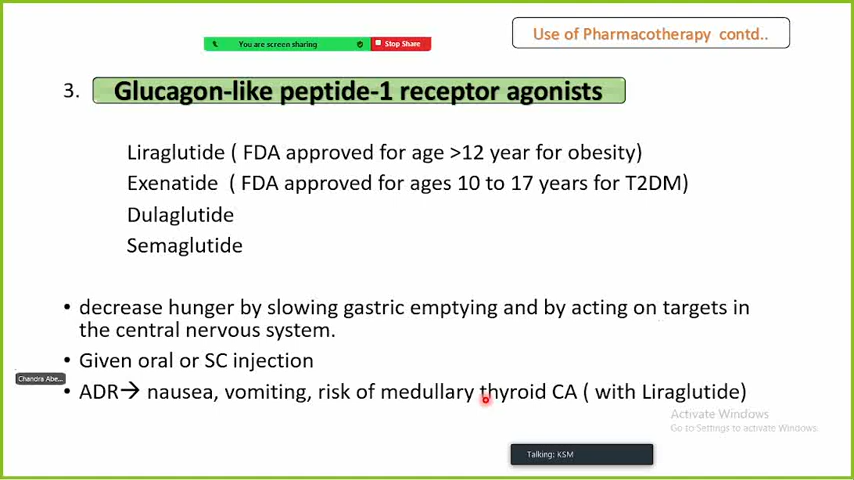 You are screen sharing
Stop Share
Use of Pharmacotherapy contd..
3. Glucagon-like peptide-1 receptor agonists
Liraglutide ( FDA approved for age >12 year for obesity)
Exenatide ( FDA approved for ages 10 to 17 years for T2DM)
Dulaglutide
Semaglutide
• decrease hunger by slowing gastric emptying and by acting on targets in
the central nervous system.
• Given oral or SC injection
Chandra Abe...
• ADR→ nausea, vomiting, risk of medullary thyroid CA ( with Liraglutide)
Activate Windows
Go to Settings to activate Windows.
Talking: KSM